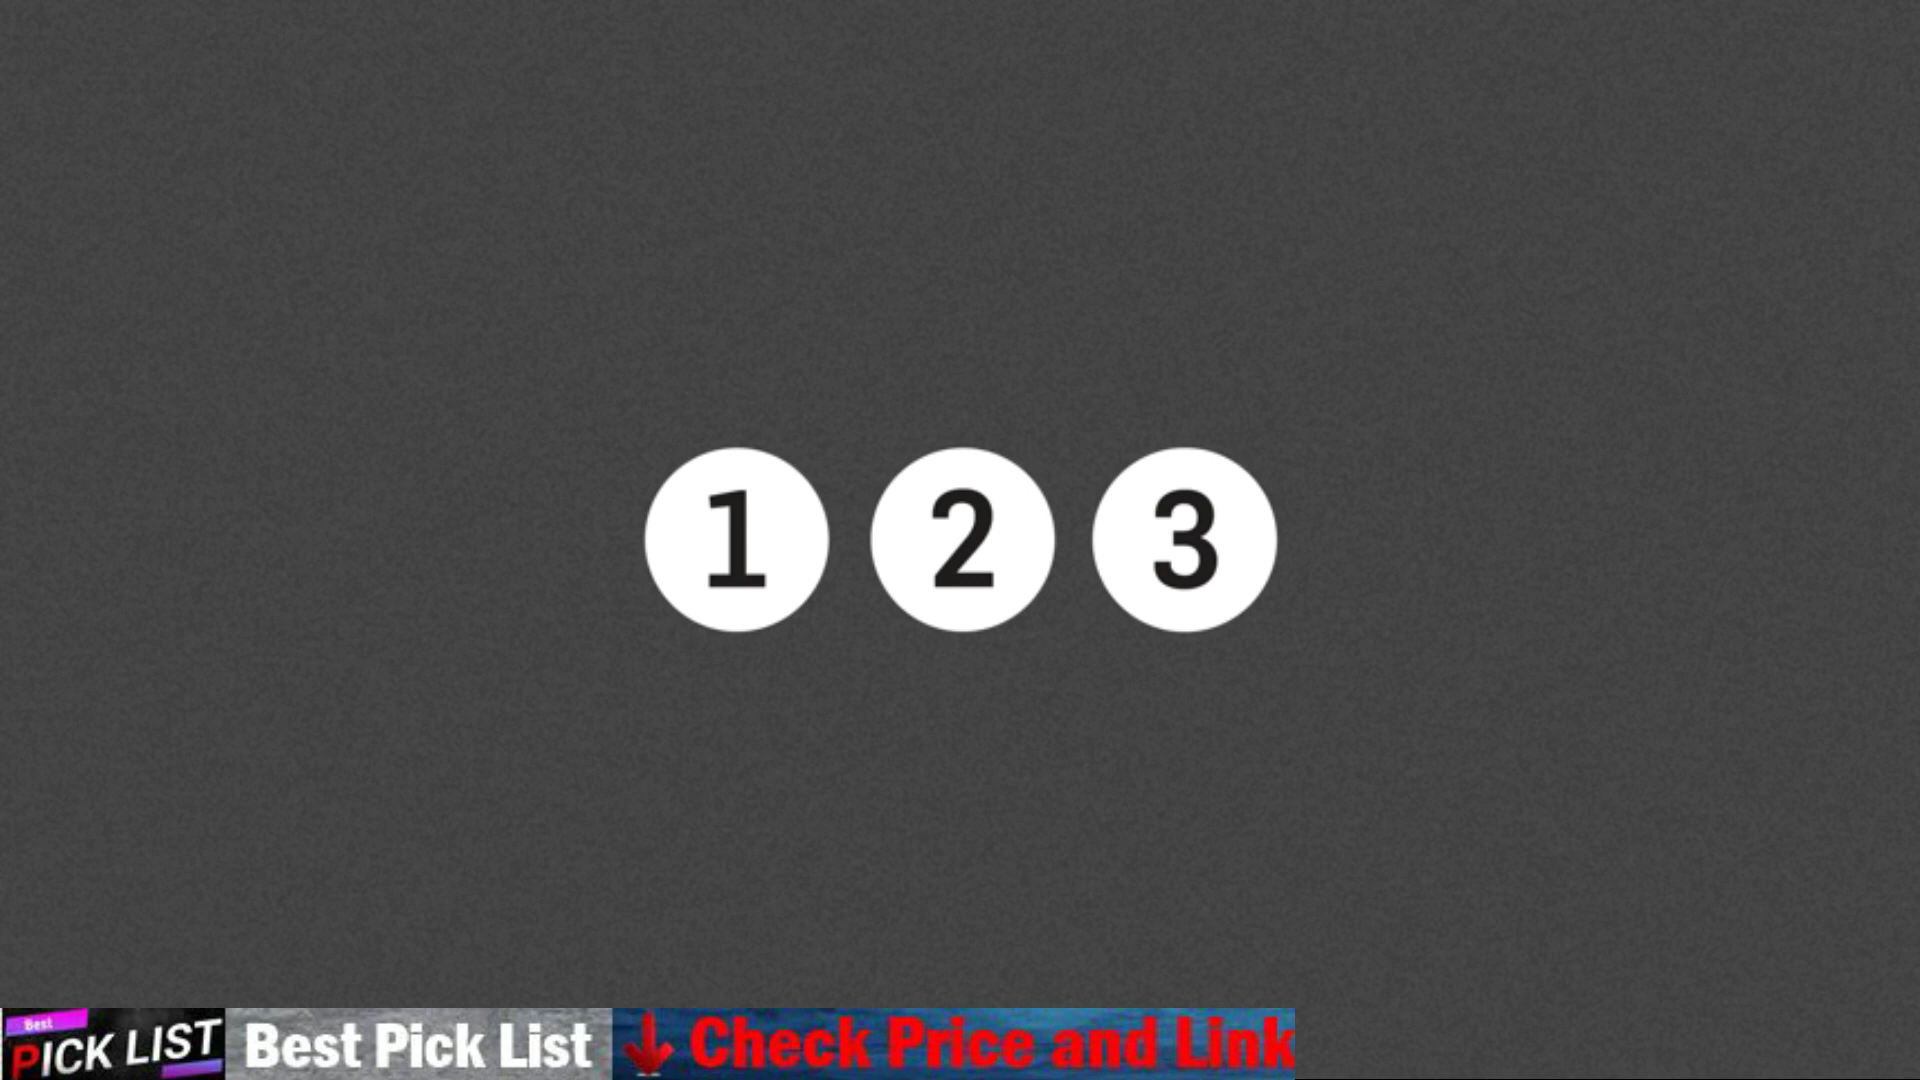 1 2 3
Best
PICK LIST
Best Pick List
Check Price and Link